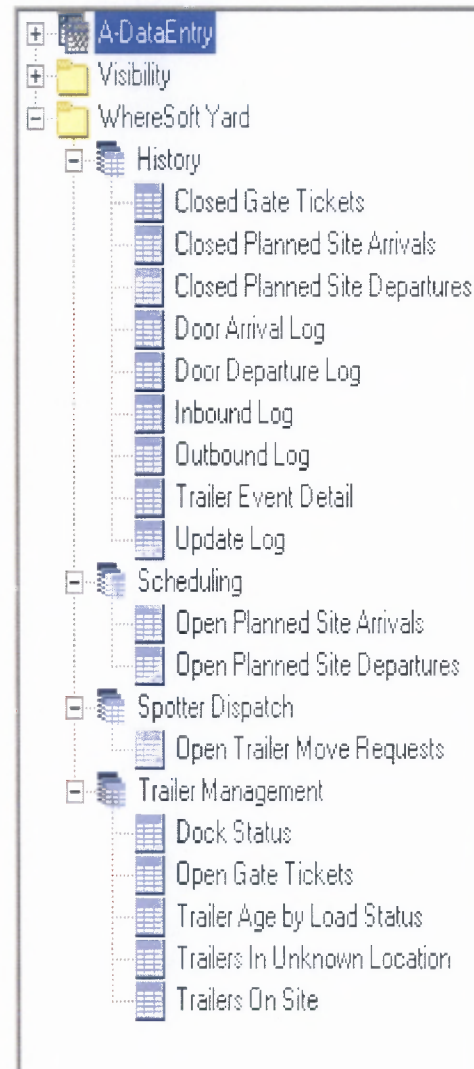 A-DataEntry
Visibility
WhereSoft Yard
History
Closed Gate Tickets
Closed Planned Site Arrivals
Closed Planned Site Departures
Door Arrival Log
Door Departure Log
Inbound Log
Outbound Log
Trailer Event Detail
Update Log
Scheduling
Open Planned Site Arrivals
Open Planned Site Departures
Spotter Dispatch
Open Trailer Move Requests
Trailer Management
Dock Status
Open Gate Tickets
Trailer Age by Load Status
Trailers In Unknown Location
Trailers On Site